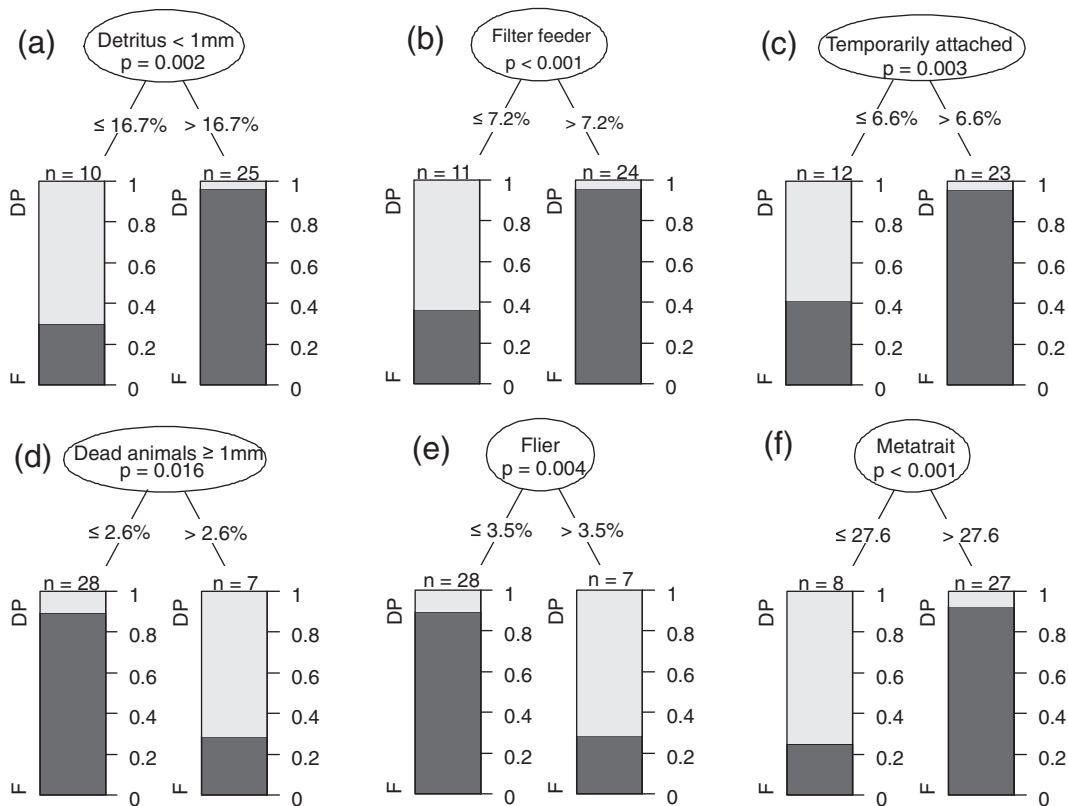 (a)
Detritus < 1mm
p = 0.002
≤ 16.7% > 16.7%
n = 10 n = 25
DP 1 DP 1
0.8 0.8
0.6 0.6
0.4 0.4
0.2 0.2
F 0 F 0
(b)
Filter feeder
p < 0.001
≤ 7.2% > 7.2%
n = 11 n = 24
DP 1 DP 1
0.8 0.8
0.6 0.6
0.4 0.4
0.2 0.2
F 0 F 0
(c)
Temporarily attached
p = 0.003
≤ 6.6% > 6.6%
n = 12 n = 23
DP 1 DP 1
0.8 0.8
0.6 0.6
0.4 0.4
0.2 0.2
F 0 F 0
(d)
Dead animals ≥ 1mm
p = 0.016
≤ 2.6% > 2.6%
n = 28 n = 7
DP 1 DP 1
0.8 0.8
0.6 0.6
0.4 0.4
0.2 0.2
F 0 F 0
(e)
Flier
p = 0.004
≤ 3.5% > 3.5%
n = 28 n = 7
DP 1 DP 1
0.8 0.8
0.6 0.6
0.4 0.4
0.2 0.2
F 0 F 0
(f)
Metatrait
p < 0.001
≤ 27.6 > 27.6
n = 8 n = 27
DP 1 DP 1
0.8 0.8
0.6 0.6
0.4 0.4
0.2 0.2
F 0 F 0